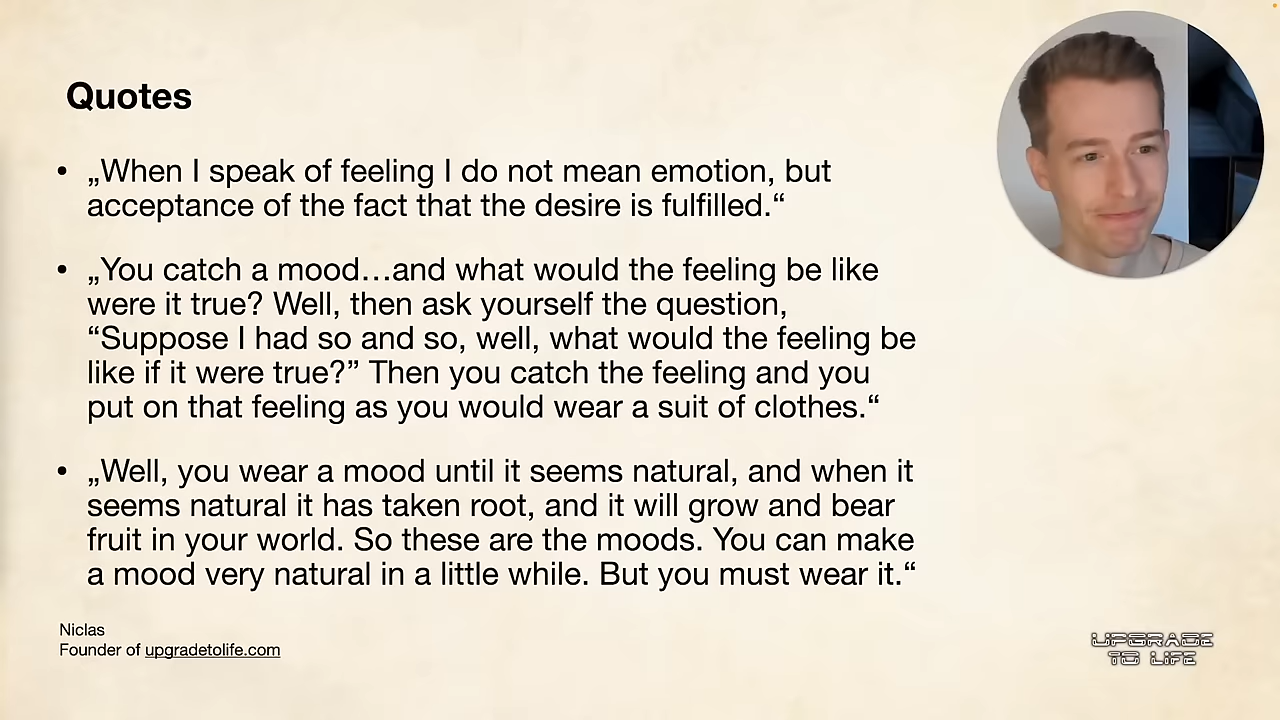 Quotes
• „When I speak of feeling I do not mean emotion, but
acceptance of the fact that the desire is fulfilled.“
• „You catch a mood…and what would the feeling be like
were it true? Well, then ask yourself the question,
“Suppose I had so and so, well, what would the feeling be
like if it were true?” Then you catch the feeling and you
put on that feeling as you would wear a suit of clothes.“
• „Well, you wear a mood until it seems natural, and when it
seems natural it has taken root, and it will grow and bear
fruit in your world. So these are the moods. You can make
a mood very natural in a little while. But you must wear it.“
Niclas
Founder of upgradetolife.com
UPGRADE
TO LIFE